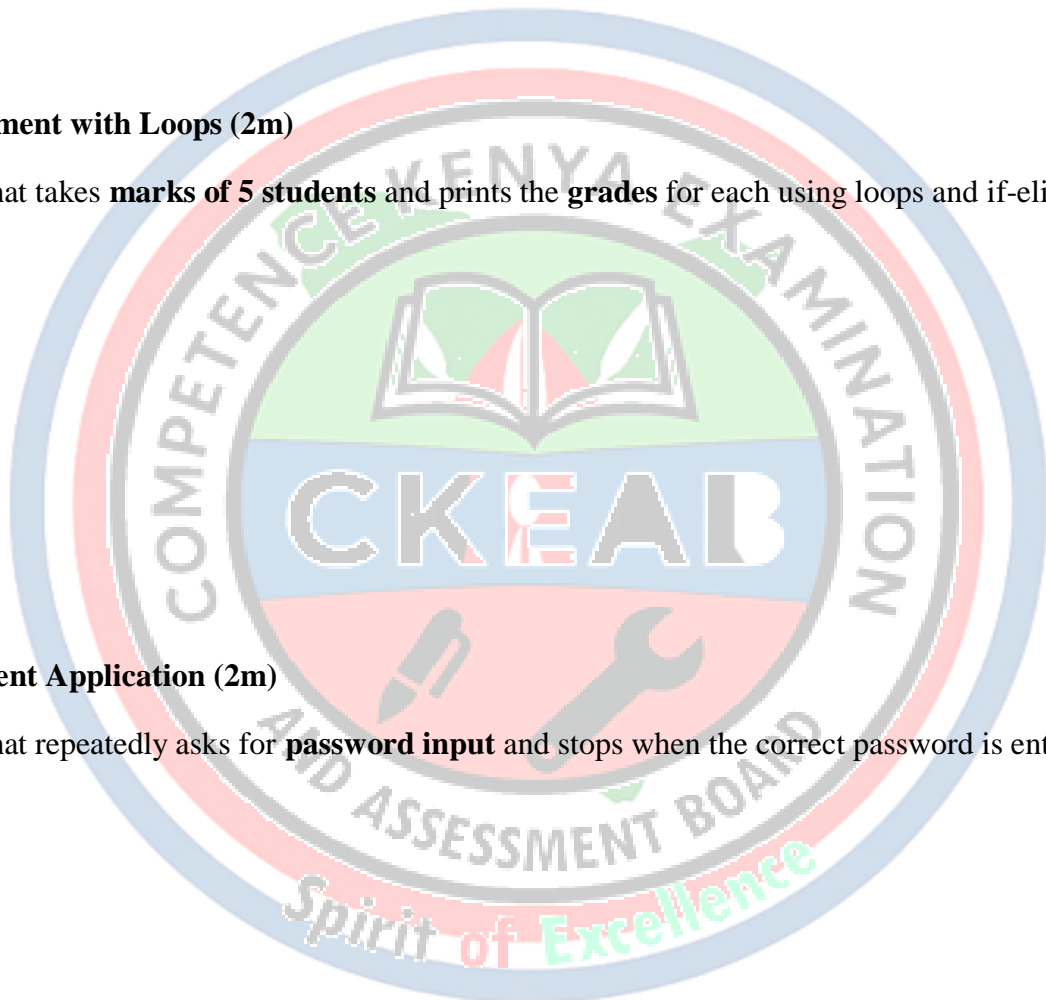 ment with Loops (2m)
hat takes marks of 5 students and prints the grades for each using loops and if-eli
COMPETENCE KENYA EXAMINATION
CKEAB
ent Application (2m)
hat repeatedly asks for password input and stops when the correct password is ent
AND ASSESSMENT BOARD
Spirit of Excellence